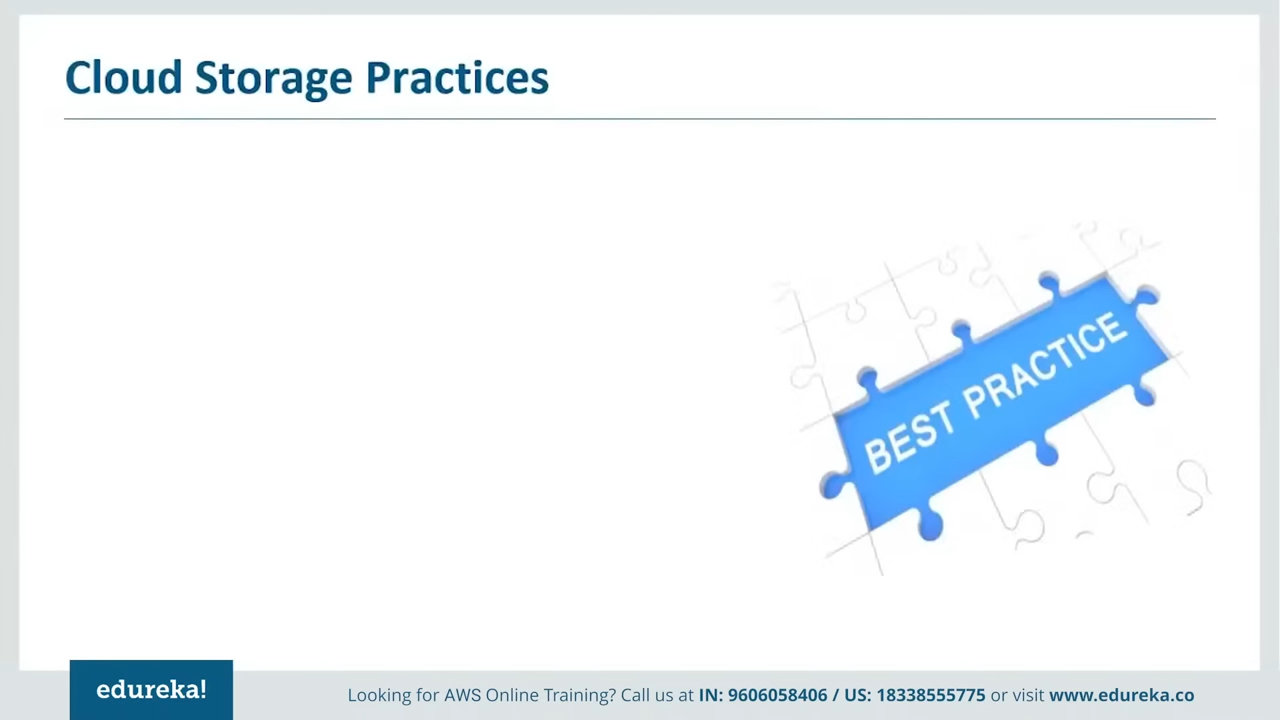 Cloud Storage Practices
BEST PRACTICE
edureka!
Looking for AWS Online Training? Call us at IN: 9606058406 / US: 18338555775 or visit www.edureka.co